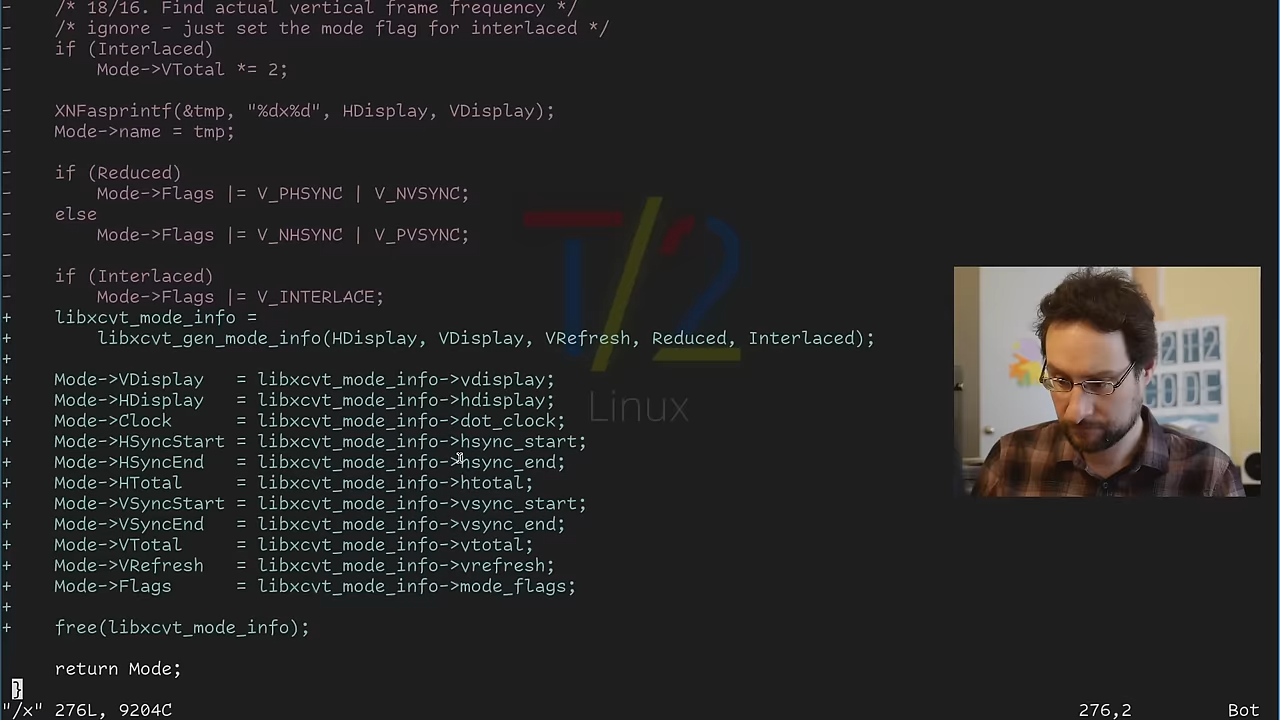 -    /* 18/16. Find actual vertical frame frequency */
-    /* ignore - just set the mode flag for interlaced */
-    if (Interlaced)
-        Mode->VTotal *= 2;
-
-    XNFasprintf(&tmp, "%dx%d", HDisplay, VDisplay);
-    Mode->name = tmp;
-
-    if (Reduced)
-        Mode->Flags |= V_PHSYNC | V_NVSYNC;
-    else
-        Mode->Flags |= V_NHSYNC | V_PVSYNC;
-
-    if (Interlaced)
-        Mode->Flags |= V_INTERLACE;
+    libxcvt_mode_info =
+        libxcvt_gen_mode_info(HDisplay, VDisplay, VRefresh, Reduced, Interlaced);
+
+    Mode->VDisplay   = libxcvt_mode_info->vdisplay;
+    Mode->HDisplay   = libxcvt_mode_info->hdisplay;
+    Mode->Clock      = libxcvt_mode_info->dot_clock;
+    Mode->HSyncStart = libxcvt_mode_info->hsync_start;
+    Mode->HSyncEnd   = libxcvt_mode_info->hsync_end;
+    Mode->HTotal     = libxcvt_mode_info->htotal;
+    Mode->VSyncStart = libxcvt_mode_info->vsync_start;
+    Mode->VSyncEnd   = libxcvt_mode_info->vsync_end;
+    Mode->VTotal     = libxcvt_mode_info->vtotal;
+    Mode->VRefresh   = libxcvt_mode_info->vrefresh;
+    Mode->Flags      = libxcvt_mode_info->mode_flags;
+
+    free(libxcvt_mode_info);

     return Mode;
 }
"/x" 276L, 9204C 276,2 Bot
T/2
Linux
2 1 2
CODE